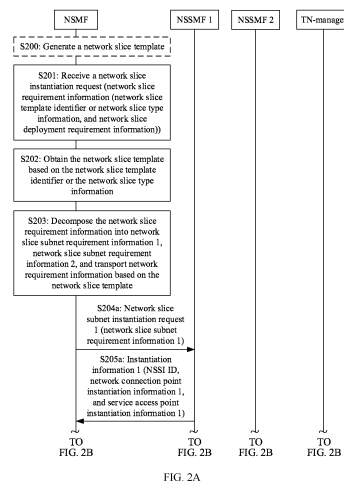 NSMF
NSSMF 1
NSSMF 2
TN-manager
S200: Generate a network slice template
S201: Receive a network slice
instantiation request (network slice
requirement information (network slice
template identifier or network slice type
information, and network slice
deployment requirement information))
S202: Obtain the network slice template
based on the network slice template
identifier or the network slice type
information
S203: Decompose the network slice
requirement information into network
slice subnet requirement information 1,
network slice subnet requirement
information 2, and transport network
requirement information based on the
network slice template
S204a: Network slice
subnet instantiation request
1 (network slice subnet
requirement information 1)
S205a: Instantiation
information 1 (NSSI ID,
network connection point
instantiation information 1,
and service access point
instantiation information 1)
TO
FIG. 2B
TO
FIG. 2B
TO
FIG. 2B
TO
FIG. 2B
FIG. 2A